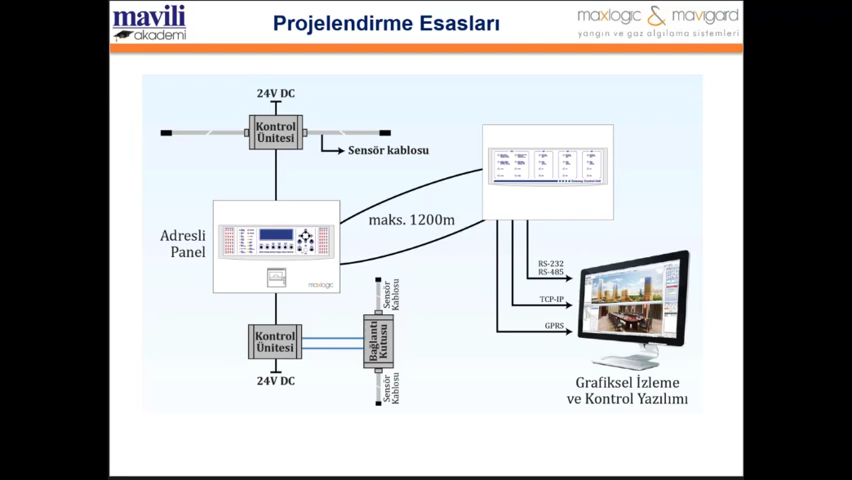 mavili
akademi
Projelendirme Esasları
maxlogic & mavigard
yangın ve gaz algılama sistemleri
24V DC
Kontrol
Ünitesi
Sensör kablosu
Adresli
Panel
maks. 1200m
maxlogic
RS-232
RS-485
TCP-IP
GPRS
Sensör
Kablosu
Kontrol
Ünitesi
Bağlantı
Kutusu
24V DC
Sensör
Kablosu
Grafiksel İzleme
ve Kontrol Yazılımı